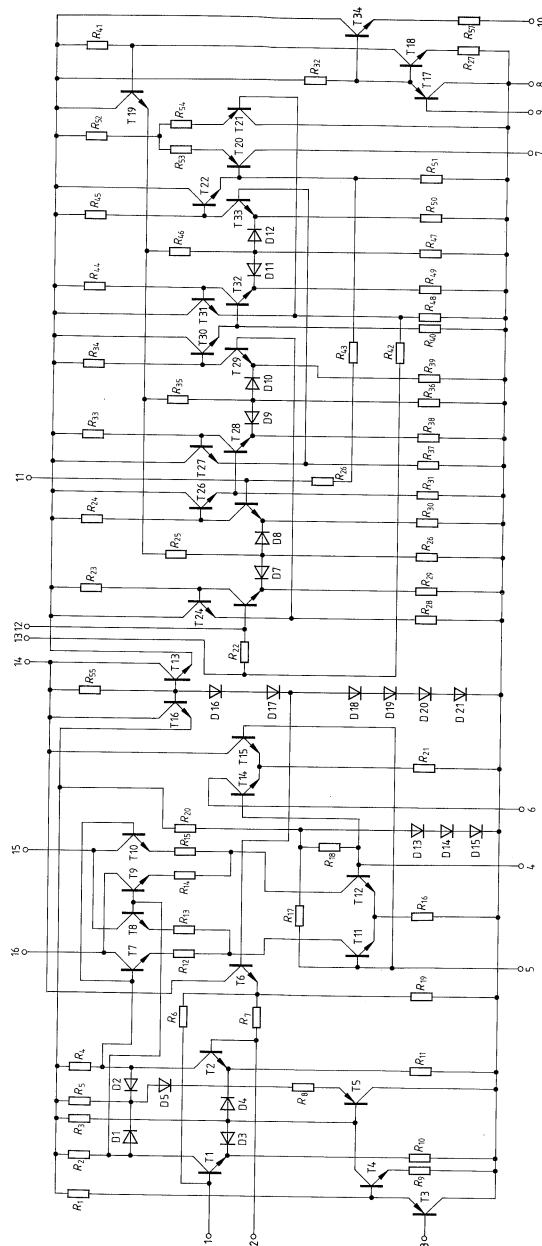 16
15
14
13
12
11
R1
R2
R3
R5
R4
R55
R23
R24
R33
R34
R44
R45
R52
R41
D1
D2
D5
T7
T8
T9
T10
T16
T13
T24
T26
T27
T30
T31
T22
T19
T34
R12
R13
R14
R15
R20
D16
R25
R35
R46
R53
R54
R32
R6
T1
T2
T6
T14
T15
D17
R22
T28
T29
T32
T33
T20
T21
T18
T17
D3
D4
R7
D7
D8
D9
D10
D11
D12
1
2
R8
R17
R18
D18
D19
D20
D21
R26
R43
R42
T4
T5
T11
T12
D13
D14
D15
R9
R10
R11
R19
R16
R21
R28
R29
R26
R30
R31
R37
R38
R36
R39
R40
R48
R49
R47
R50
R51
R27
R57
T3
3
5
4
6
7
9
8
10